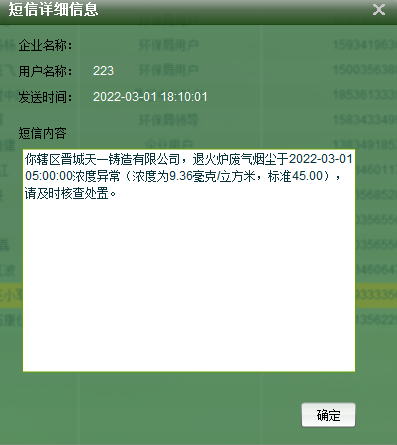 短信详细信息
企业名称：
用户名称： 223
发送时间： 2022-03-01 18:10:01
短信内容
你辖区晋城天一铸造有限公司，退火炉废气烟尘于2022-03-01
05:00:00浓度异常（浓度为9.36毫克/立方米，标准45.00），
请及时核查处置。
确定